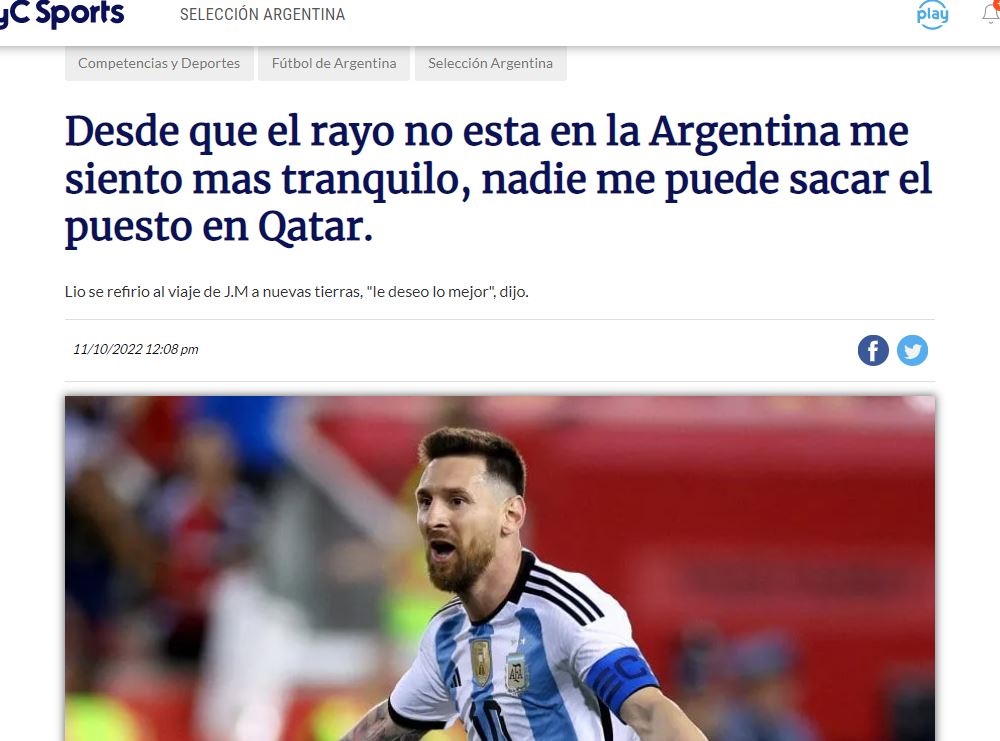 yC Sports
SELECCIÓN ARGENTINA
play
Competencias y Deportes
Fútbol de Argentina
Selección Argentina
Desde que el rayo no esta en la Argentina me
siento mas tranquilo, nadie me puede sacar el
puesto en Qatar.
Lio se refirio al viaje de J.M a nuevas tierras, "le deseo lo mejor", dijo.
11/10/2022 12:08 pm
f
C
AFA
10